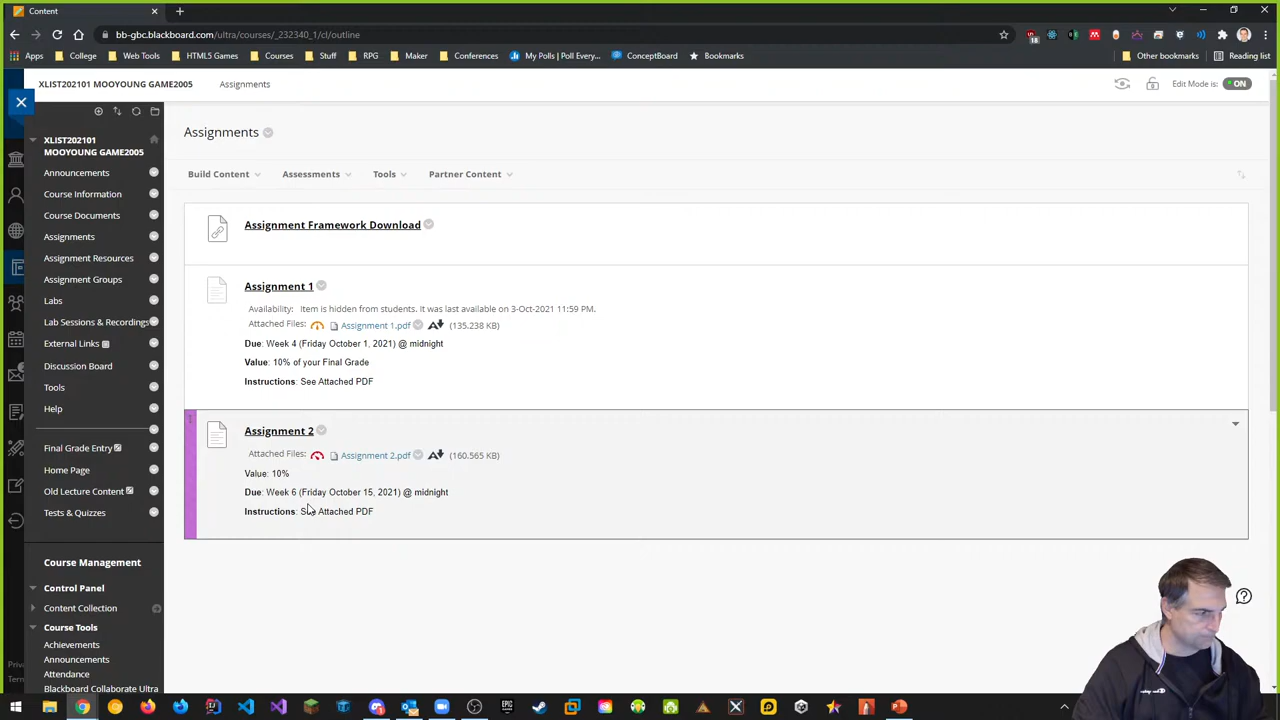 Content
bb-gbc.blackboard.com/ultra/courses/_232340_1/cl/outline
Apps College Web Tools HTML5 Games Courses Stuff RPG Maker Conferences My Polls | Poll Every... ConceptBoard Bookmarks Other bookmarks Reading list
18
XLIST202101 MOOYOUNG GAME2005 Assignments Edit Mode is: ON
Assignments
Build Content Assessments Tools Partner Content
XLIST202101
MOOYOUNG GAME2005
Announcements
Course Information
Course Documents
Assignments
Assignment Resources
Assignment Groups
Labs
Lab Sessions & Recordings
External Links
Discussion Board
Tools
Help
Final Grade Entry
Home Page
Old Lecture Content
Tests & Quizzes
Course Management
Control Panel
Content Collection
Course Tools
Achievements
Announcements
Attendance
Blackboard Collaborate Ultra
Priva
Term
Assignment Framework Download
Assignment 1
Availability: Item is hidden from students. It was last available on 3-Oct-2021 11:59 PM.
Attached Files: Assignment 1.pdf (135.238 KB)
Due: Week 4 (Friday October 1, 2021) @ midnight
Value: 10% of your Final Grade
Instructions: See Attached PDF
Assignment 2
Attached Files: Assignment 2.pdf (160.565 KB)
Value: 10%
Due: Week 6 (Friday October 15, 2021) @ midnight
Instructions: See Attached PDF
EPIC